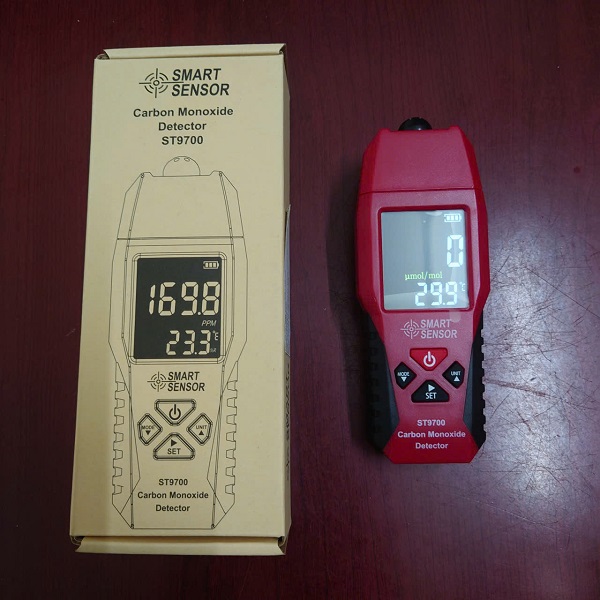 SMART
SENSOR
Carbon Monoxide
Detector
ST9700
169.8
PPM
23.3 °C
SMART
SENSOR
MODE
UNIT
SET
ST9700
Carbon Monoxide
Detector
0
μmol/mol
29.9 °C
SMART
SENSOR
MODE
UNIT
SET
ST9700
Carbon Monoxide
Detector